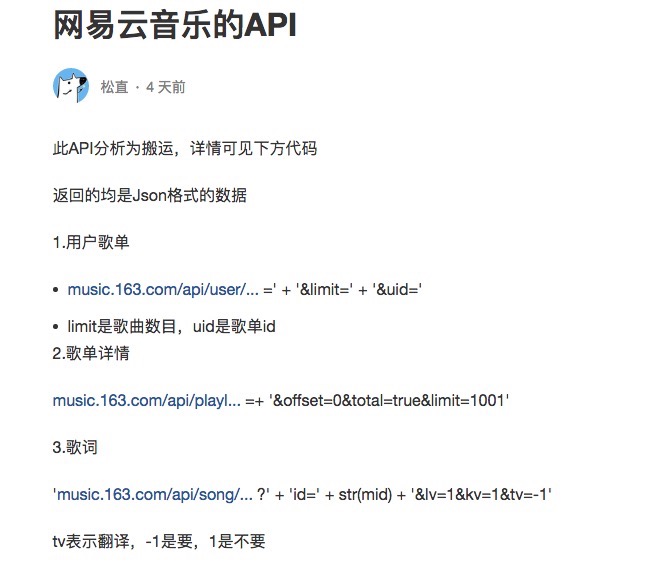 网易云音乐的API
松直 · 4 天前
此API分析为搬运，详情可见下方代码
返回的均是Json格式的数据
1.用户歌单
• music.163.com/api/user/... =' + '&limit=' + '&uid='
• limit是歌曲数目，uid是歌单id
2.歌单详情
music.163.com/api/playl... =+ '&offset=0&total=true&limit=1001'
3.歌词
'music.163.com/api/song/... ?' + 'id=' + str(mid) + '&lv=1&kv=1&tv=-1'
tv表示翻译，-1是要，1是不要